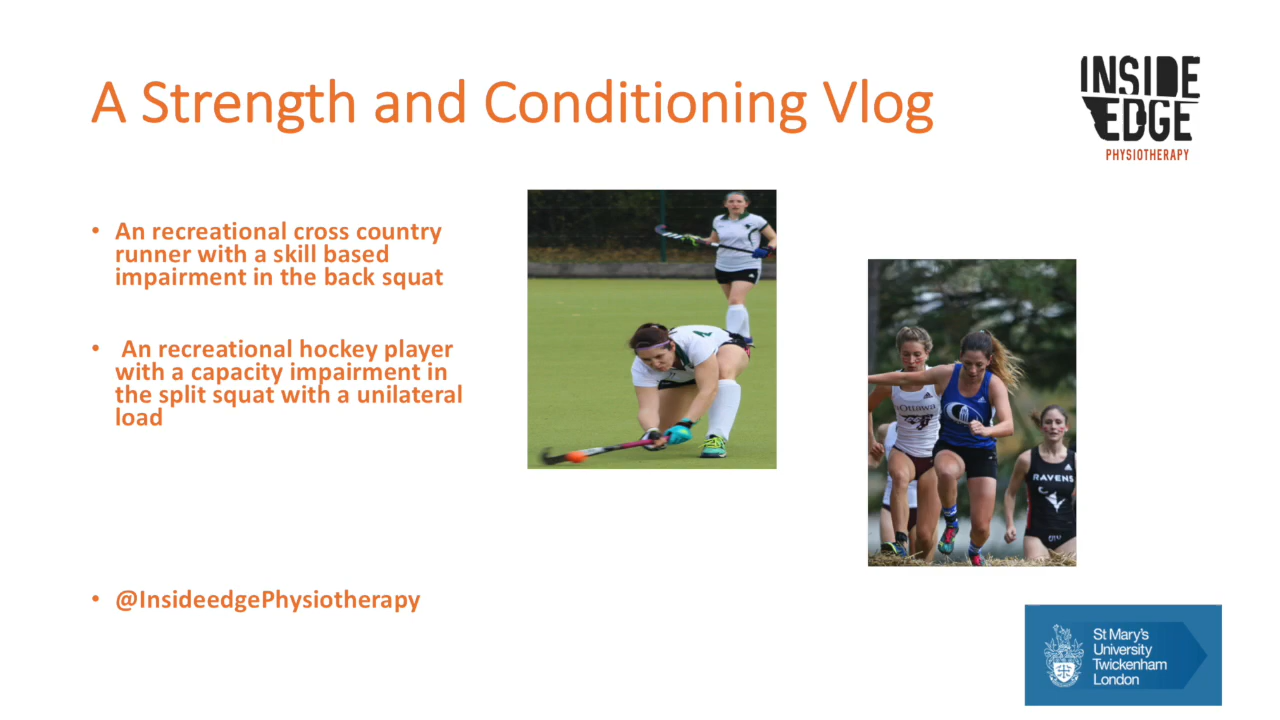 A Strength and Conditioning Vlog
INSIDE
EDGE
PHYSIOTHERAPY
• An recreational cross country
runner with a skill based
impairment in the back squat
• An recreational hockey player
with a capacity impairment in
the split squat with a unilateral
load
• @InsideedgePhysiotherapy
RAVENS
St Mary's
University
Twickenham
London